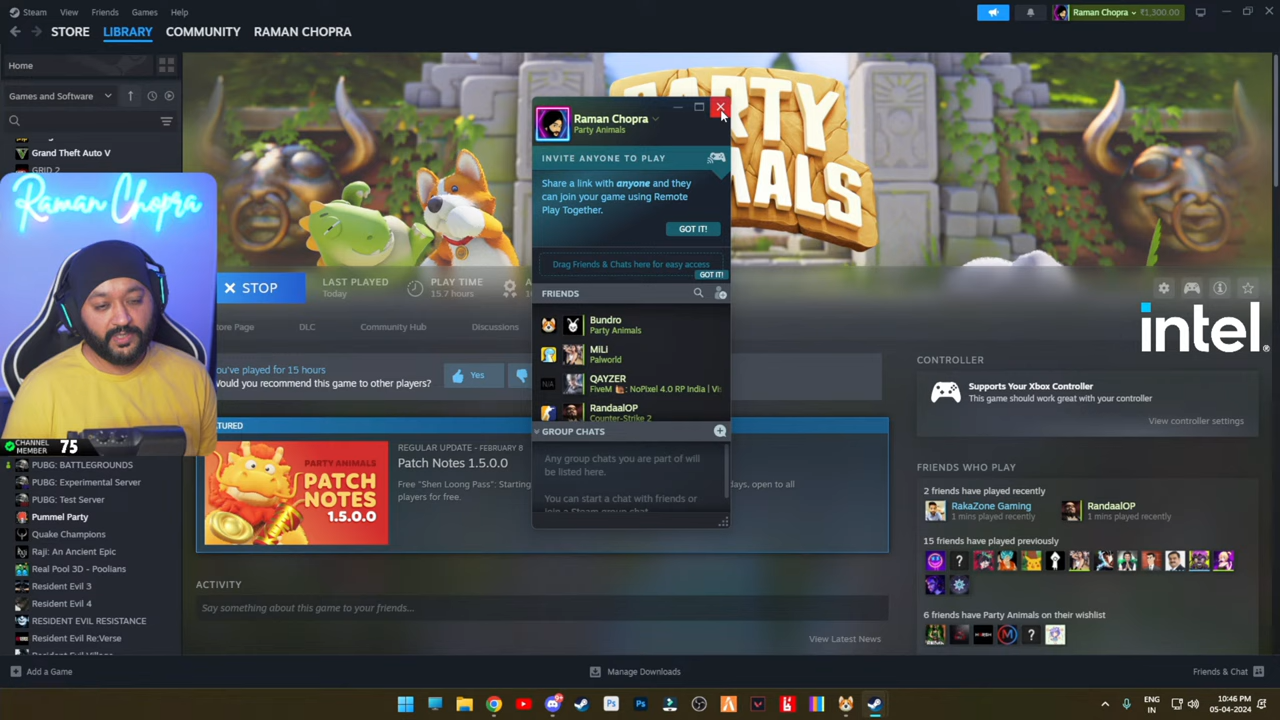 Steam View Friends Games Help
Raman Chopra ₹1,300.00
STORE LIBRARY COMMUNITY RAMAN CHOPRA
Home
Games and Software
Grand Theft Auto V
GRID 2
Raman Chopra
CHANNEL
MEMBER 75
PUBG: BATTLEGROUNDS
PUBG: Experimental Server
PUBG: Test Server
Pummel Party
Quake Champions
Raji: An Ancient Epic
Real Pool 3D - Poolians
Resident Evil 3
Resident Evil 4
RESIDENT EVIL RESISTANCE
Resident Evil Re:Verse
Resident Evil Village
Add a Game
PARTY
ANIMALS
STOP
LAST PLAYED
Today
PLAY TIME
15.7 hours
Store Page DLC Community Hub Discussions
You've played for 15 hours
Would you recommend this game to other players?
Yes
FEATURED
PARTY ANIMALS
PATCH
NOTES
1.5.0.0
REGULAR UPDATE - FEBRUARY 8
Patch Notes 1.5.0.0
Free "Shen Loong Pass": Starting
days, open to all
players for free.
ACTIVITY
Say something about this game to your friends...
View Latest News
Raman Chopra
Party Animals
INVITE ANYONE TO PLAY
Share a link with anyone and they
can join your game using Remote
Play Together.
GOT IT!
Drag Friends & Chats here for easy access
GOT IT!
FRIENDS
Bundro
Party Animals
MILi
Palworld
N/A
QAYZER
FiveM : NoPixel 4.0 RP India | Vi
RandaalOP
Counter-Strike 2
GROUP CHATS
Any group chats you are part of will
be listed here.
You can start a chat with friends or
join a Steam group chat
intel
CONTROLLER
Supports Your Xbox Controller
This game should work great with your controller
View controller settings
FRIENDS WHO PLAY
2 friends have played recently
RakaZone Gaming
1 mins played recently
RandaalOP
1 mins played recently
15 friends have played previously
6 friends have Party Animals on their wishlist
Manage Downloads
Friends & Chat
ENG
IN
10:46 PM
05-04-2024